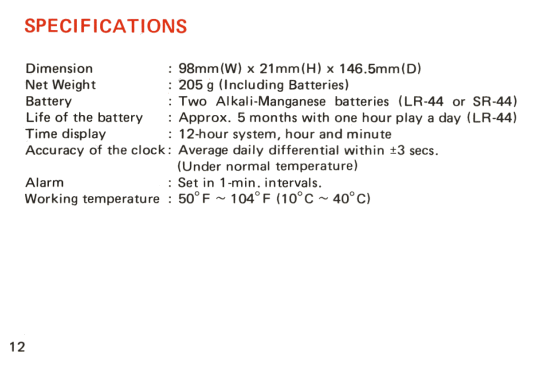 SPECIFICATIONS
Dimension : 98mm(W) x 21mm(H) x 146.5mm(D)
Net Weight : 205 g (Including Batteries)
Battery : Two Alkali-Manganese batteries (LR-44 or SR-44)
Life of the battery : Approx. 5 months with one hour play a day (LR-44)
Time display : 12-hour system, hour and minute
Accuracy of the clock : Average daily differential within ±3 secs.
(Under normal temperature)
Alarm : Set in 1-min. intervals.
Working temperature : 50°F ~ 104°F (10°C ~ 40°C)
12